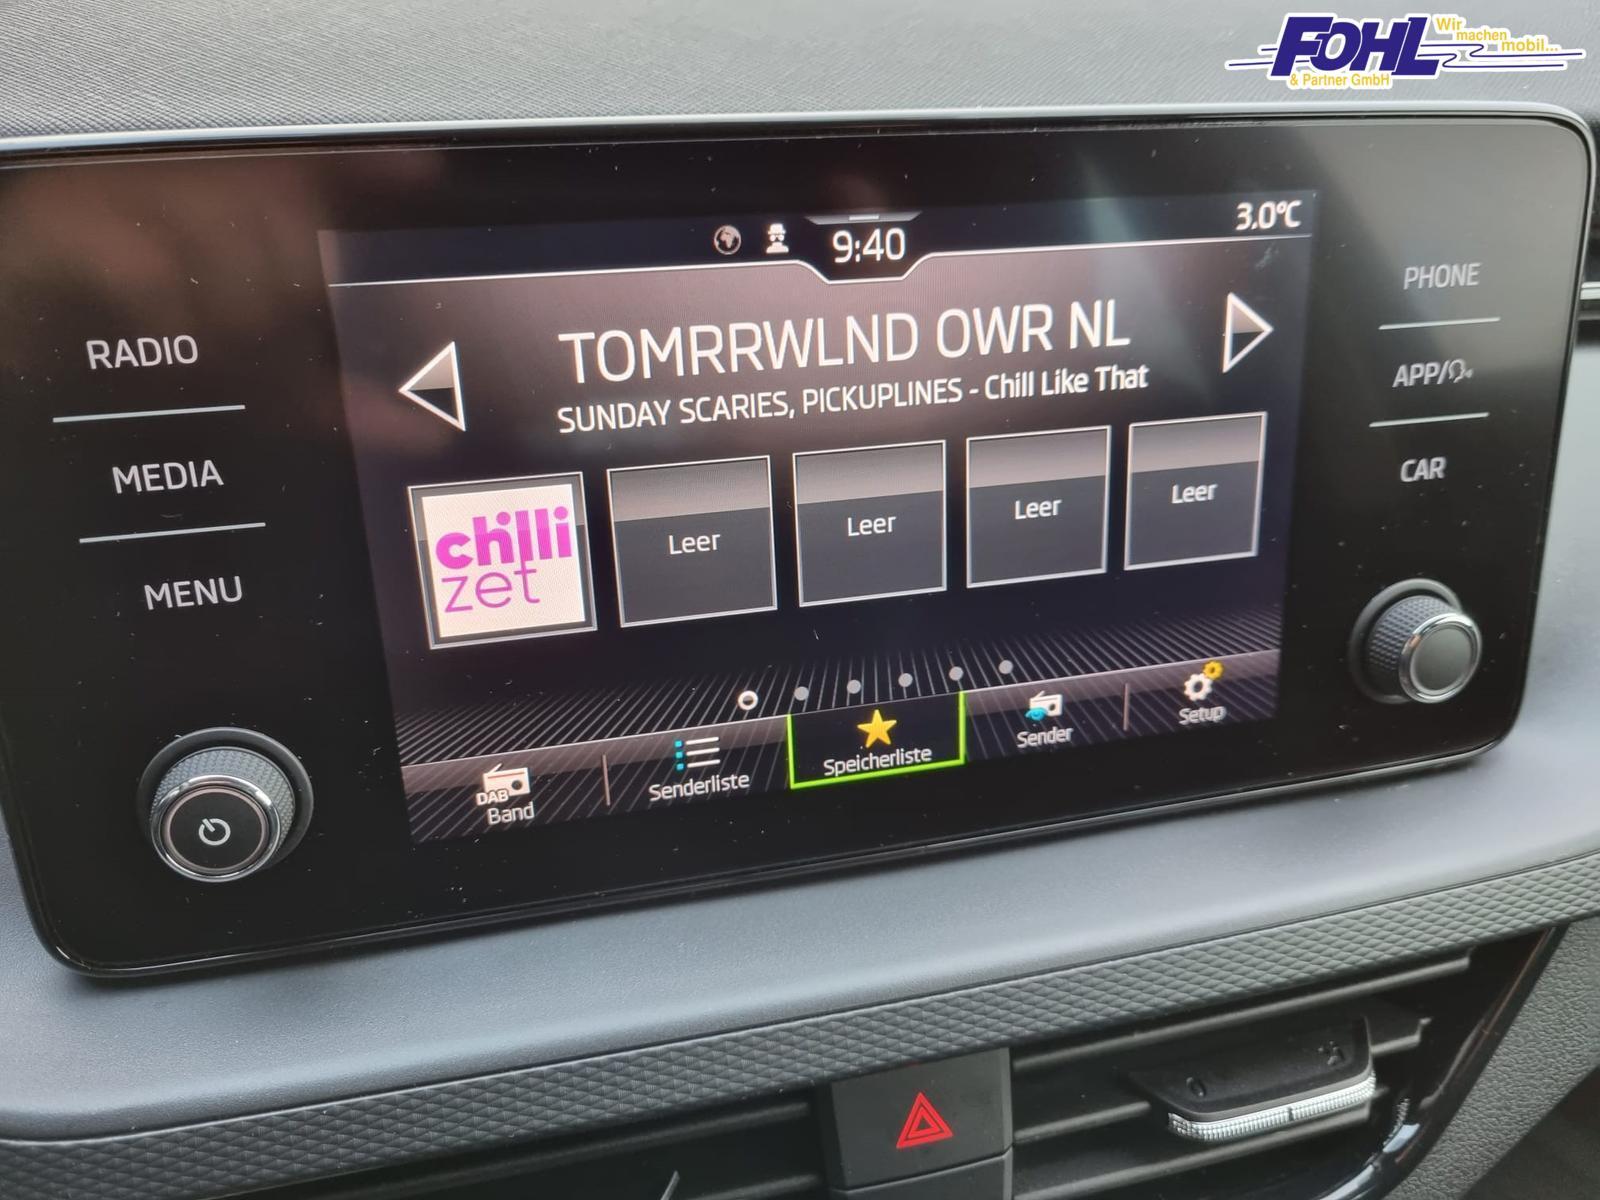 FOHL
Wir
machen
mobil...
& Partner GmbH
9:40
3.0°C
RADIO
MEDIA
MENU
PHONE
APP/
CAR
TOMRRWLND OWR NL
SUNDAY SCARIES, PICKUPLINES - Chill Like That
chilli
zet
Leer
Leer
Leer
Leer
DAB
Band
Senderliste
Speicherliste
Sender
Setup
0